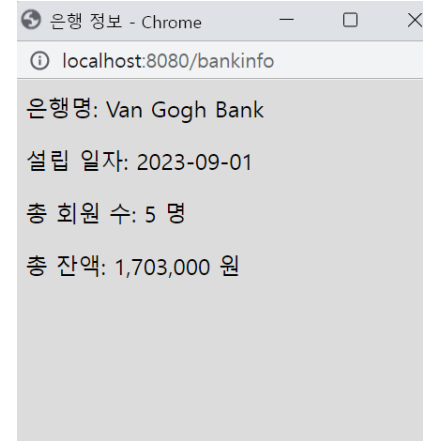 은행 정보 - Chrome
localhost:8080/bankinfo
은행명: Van Gogh Bank
설립 일자: 2023-09-01
총 회원 수: 5 명
총 잔액: 1,703,000 원